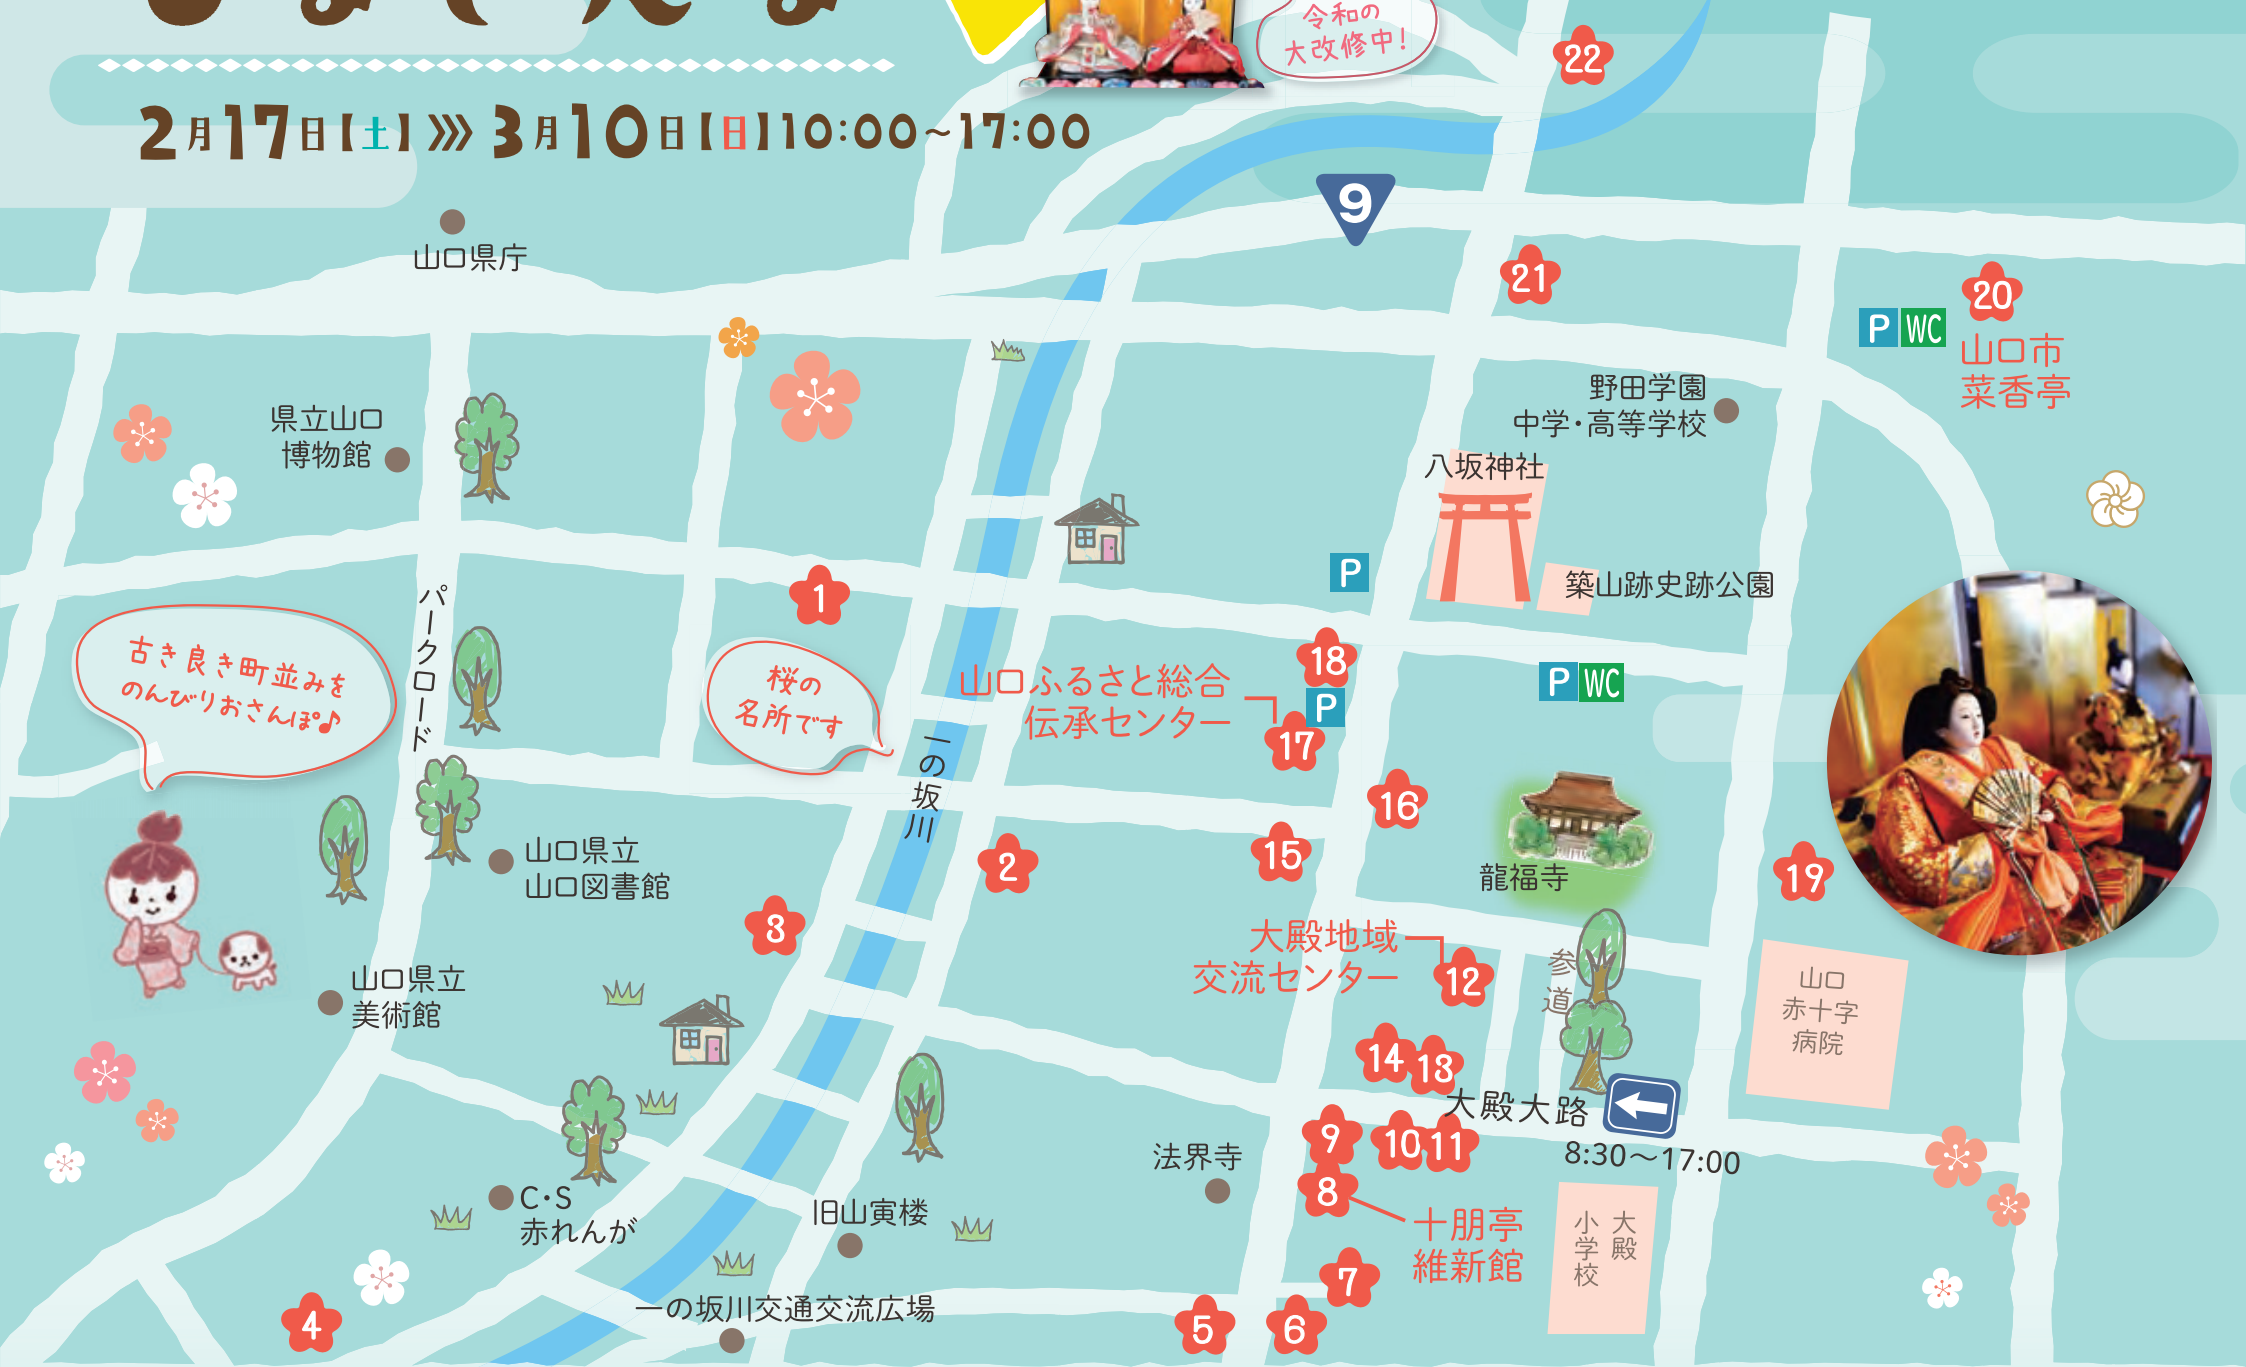 令和の
大改修中!
2月17日【土】3月10日【日】10:00~17:00
22
9
山口県庁
21
20
P WC
山口市
菜香亭
野田学園
中学・高等学校
県立山口
博物館
八坂神社
P
築山跡史跡公園
1
パークロード
古き良き町並みを
のんびりおさんぽ♪
桜の
名所です
18
山口ふるさと総合
伝承センター
P
17
P WC
一の坂川
16
15
2
山口県立
山口図書館
龍福寺
19
3
大殿地域
交流センター
12
参道
山口
赤十字
病院
山口県立
美術館
14
13
大殿大路
8:30～17:00
9
10
11
法界寺
8
十朋亭
維新館
C・S
赤れんが
旧山寅楼
大殿
小学校
7
一の坂川交通交流広場
4
5
6